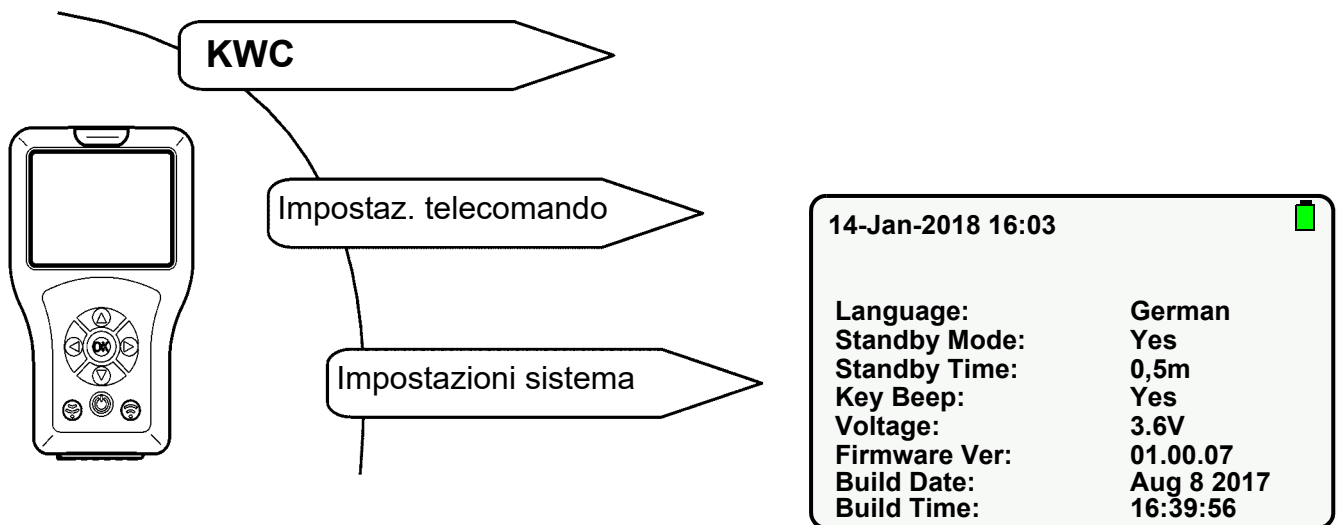 KWC
Impostaz. telecomando
Impostazioni sistema
OK
14-Jan-2018 16:03
Language: German
Standby Mode: Yes
Standby Time: 0,5m
Key Beep: Yes
Voltage: 3.6V
Firmware Ver: 01.00.07
Build Date: Aug 8 2017
Build Time: 16:39:56